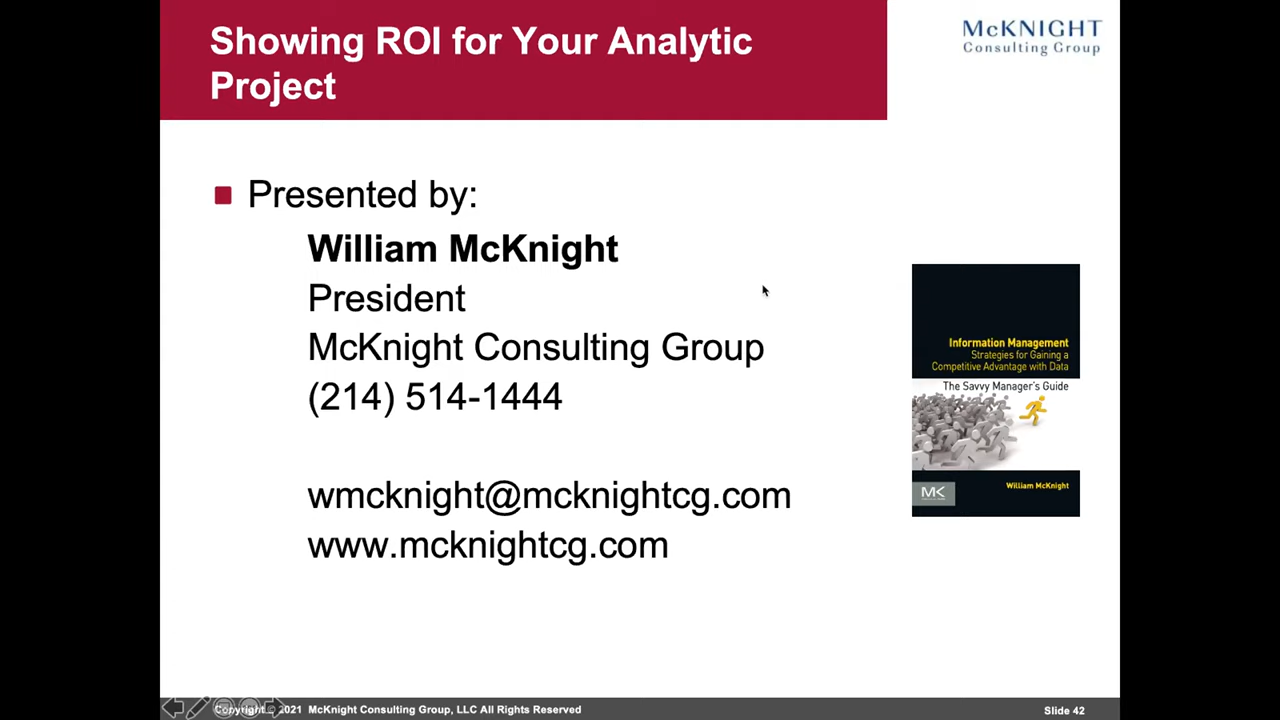 Showing ROI for Your Analytic
Project
McKNIGHT
Consulting Group
Presented by:
William McKnight
President
McKnight Consulting Group
(214) 514-1444
wmcknight@mcknightcg.com
www.mcknightcg.com
Information Management
Strategies for Gaining a
Competitive Advantage with Data
The Savvy Manager's Guide
William McKnight
MK
Copyright © 2021 McKnight Consulting Group, LLC All Rights Reserved
Slide 42